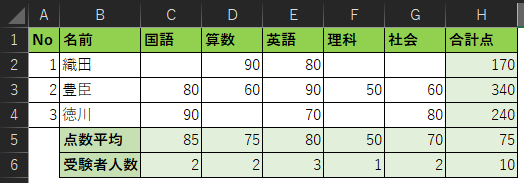 A B C D E F G H
1 No 名前 国語 算数 英語 理科 社会 合計点
2 1 織田 90 80 170
3 2 豊臣 80 60 90 50 60 340
4 3 徳川 90 70 80 240
5 点数平均 85 75 80 50 70 75
6 受験者人数 2 2 3 1 2 10